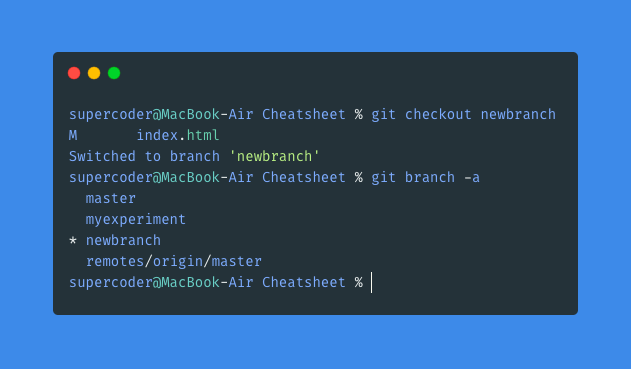 supercoder@MacBook-Air Cheatsheet % git checkout newbranch
M       index.html
Switched to branch 'newbranch'
supercoder@MacBook-Air Cheatsheet % git branch -a
  master
  myexperiment
* newbranch
  remotes/origin/master
supercoder@MacBook-Air Cheatsheet %